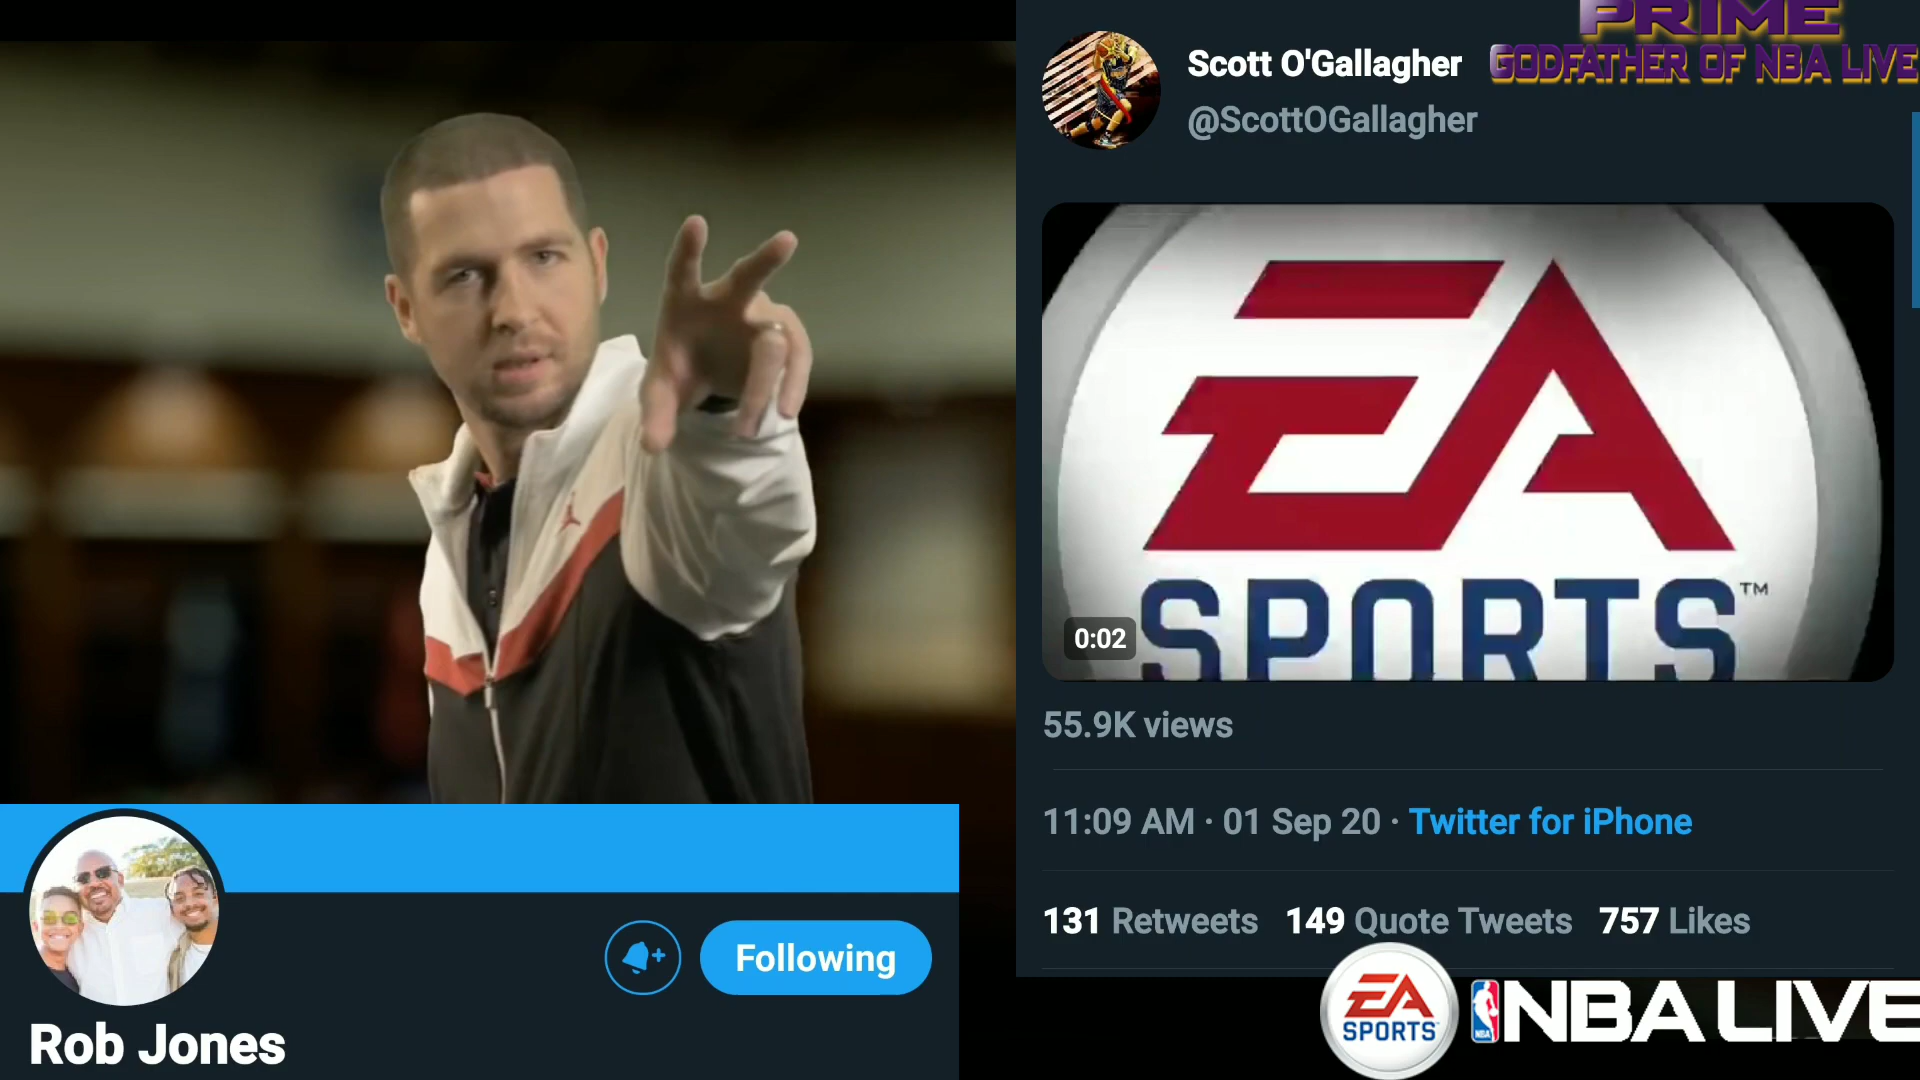 PRIME
GODFATHER OF NBA LIVE
Scott O'Gallagher
@ScottOGallagher
EA
SPORTS™
0:02
55.9K views
11:09 AM · 01 Sep 20 · Twitter for iPhone
131 Retweets 149 Quote Tweets 757 Likes
Following
Rob Jones
EA
SPORTS
NBA
NBA LIVE